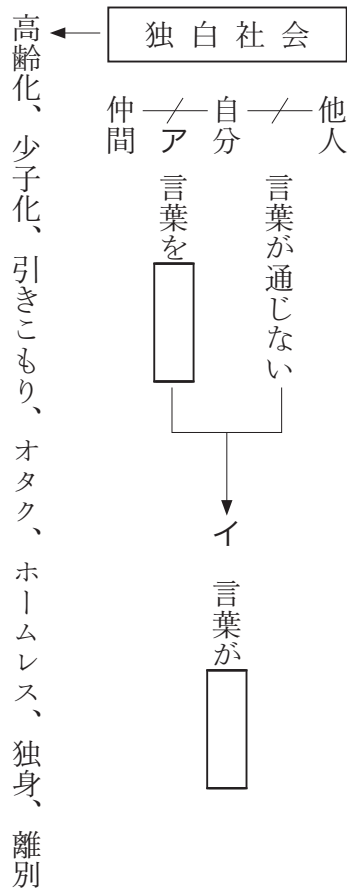 独白社会
他人
自分
仲間
言葉が通じない
ア 言葉を
イ 言葉が
高齢化、少子化、引きこもり、オタク、ホームレス、独身、離別